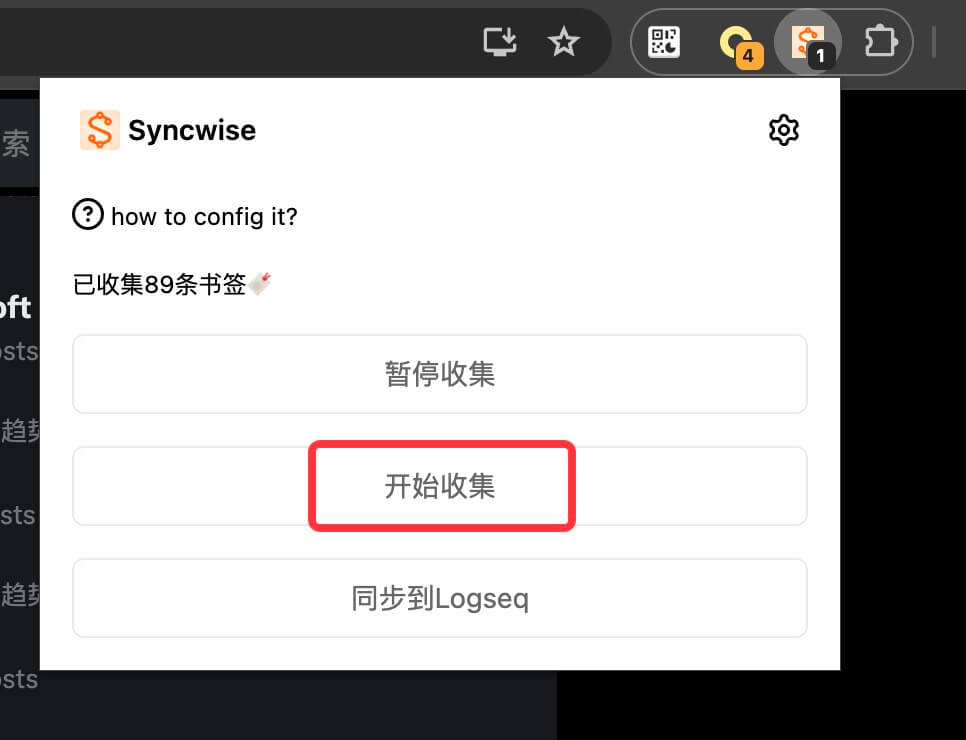 4
1
索
Syncwise
how to config it?
已收集89条书签
oft
osts
暂停收集
趋势
开始收集
sts
趋势
同步到Logseq
osts